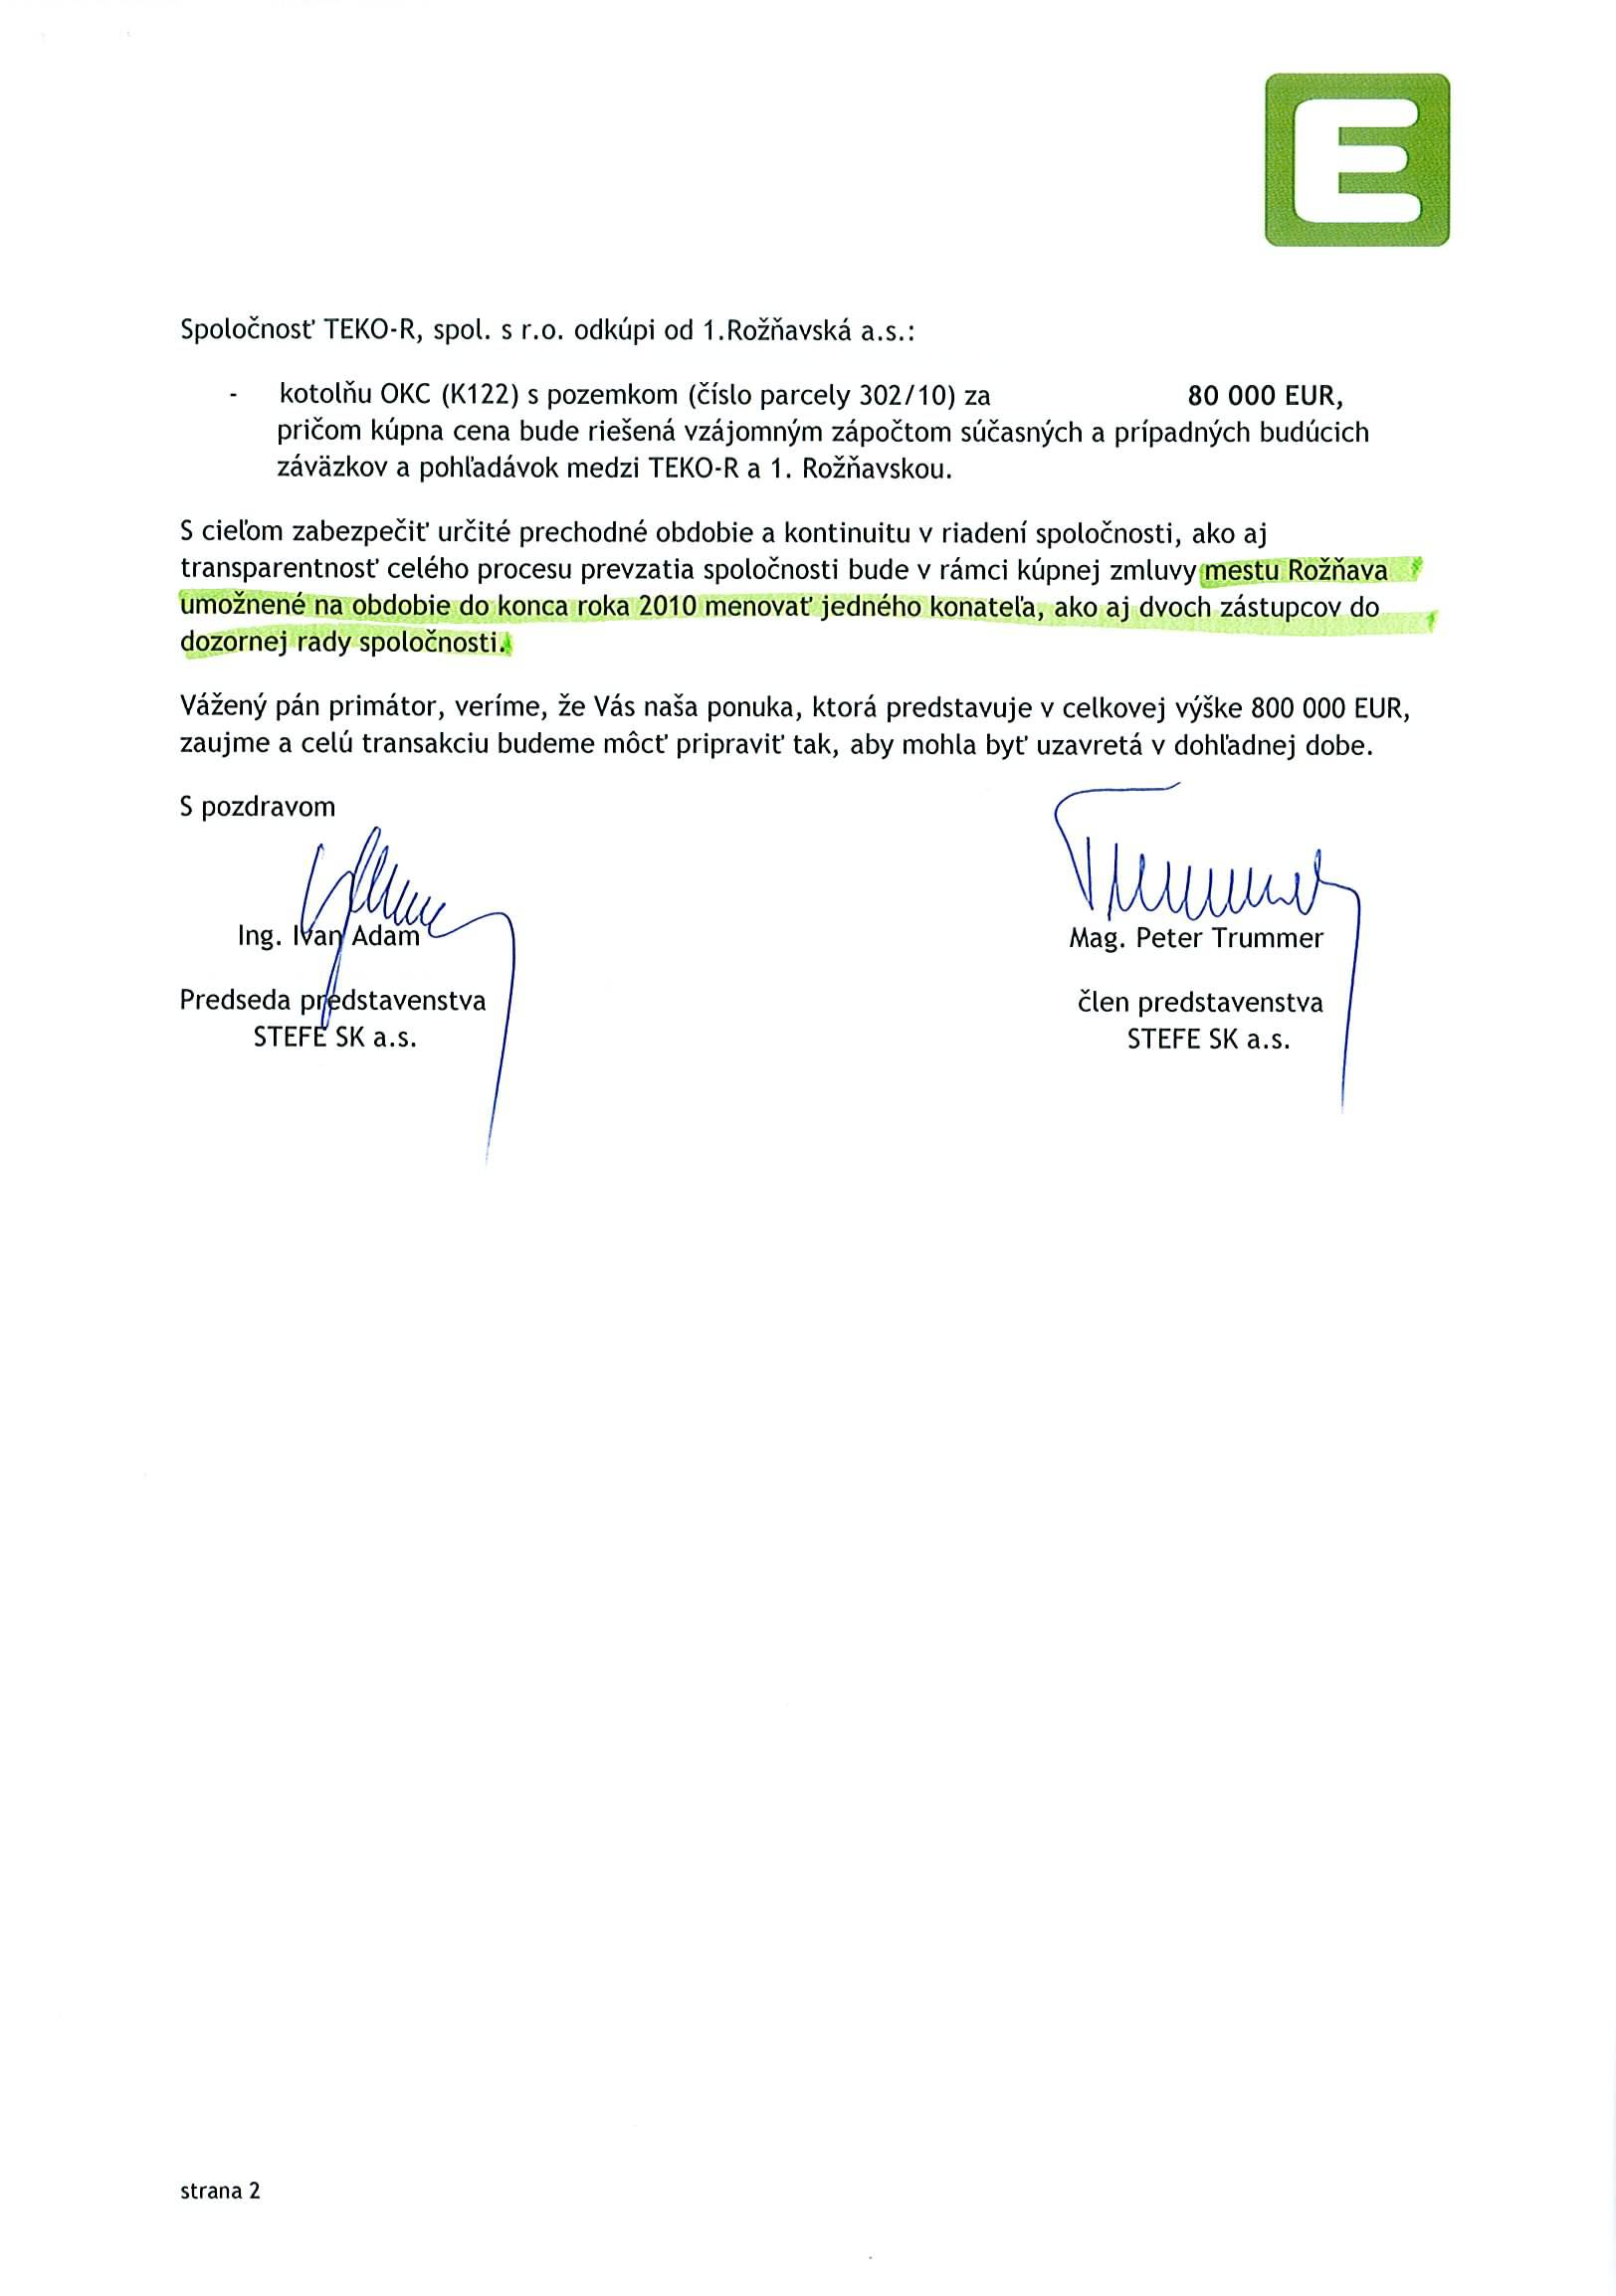 E
Spoločnosť TEKO-R, spol. s r.o. odkúpi od 1.Rožňavská a.s.:
- kotolňu OKC (K122) s pozemkom (číslo parcely 302/10) za 80 000 EUR,
pričom kúpna cena bude riešená vzájomným zápočtom súčasných a prípadných budúcich
záväzkov a pohľadávok medzi TEKO-R a 1. Rožňavskou.
S cieľom zabezpečiť určité prechodné obdobie a kontinuitu v riadení spoločnosti, ako aj
transparentnosť celého procesu prevzatia spoločnosti bude v rámci kúpnej zmluvy mestu Rožňava
umožnené na obdobie do konca roka 2010 menovať jedného konateľa, ako aj dvoch zástupcov do
dozornej rady spoločnosti.
Vážený pán primátor, veríme, že Vás naša ponuka, ktorá predstavuje v celkovej výške 800 000 EUR,
zaujme a celú transakciu budeme môcť pripraviť tak, aby mohla byť uzavretá v dohľadnej dobe.
S pozdravom
Ing. Ivan Adam
Mag. Peter Trummer
Predseda predstavenstva
člen predstavenstva
STEFE SK a.s.
STEFE SK a.s.
strana 2